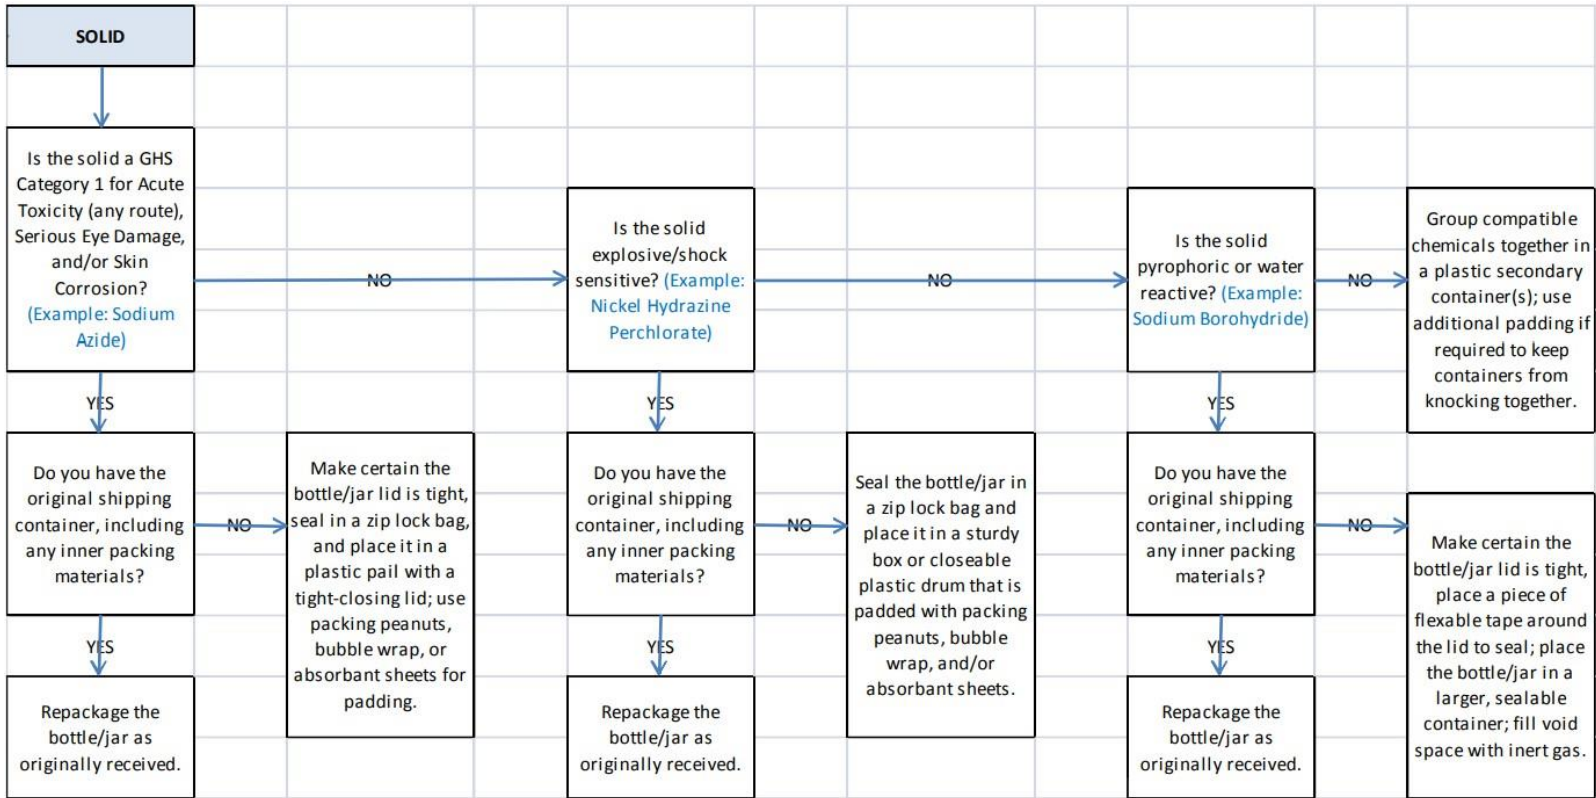 SOLID
Is the solid a GHS
Category 1 for Acute
Toxicity (any route),
Serious Eye Damage,
and/or Skin
Corrosion?
(Example: Sodium
Azide)
NO
Is the solid
explosive/shock
sensitive? (Example:
Nickel Hydrazine
Perchlorate)
NO
Is the solid
pyrophoric or water
reactive? (Example:
Sodium Borohydride)
NO
Group compatible
chemicals together in
a plastic secondary
container(s); use
additional padding if
required to keep
containers from
knocking together.
YES
YES
YES
Do you have the
original shipping
container, including
any inner packing
materials?
NO
Make certain the
bottle/jar lid is tight,
seal in a zip lock bag,
and place it in a
plastic pail with a
tight-closing lid; use
packing peanuts,
bubble wrap, or
absorbant sheets for
padding.
Do you have the
original shipping
container, including
any inner packing
materials?
NO
Seal the bottle/jar in
a zip lock bag and
place it in a sturdy
box or closeable
plastic drum that is
padded with packing
peanuts, bubble
wrap, and/or
absorbant sheets.
Do you have the
original shipping
container, including
any inner packing
materials?
NO
Make certain the
bottle/jar lid is tight,
place a piece of
flexable tape around
the lid to seal; place
the bottle/jar in a
larger, sealable
container; fill void
space with inert gas.
YES
YES
YES
Repackage the
bottle/jar as
originally received.
Repackage the
bottle/jar as
originally received.
Repackage the
bottle/jar as
originally received.